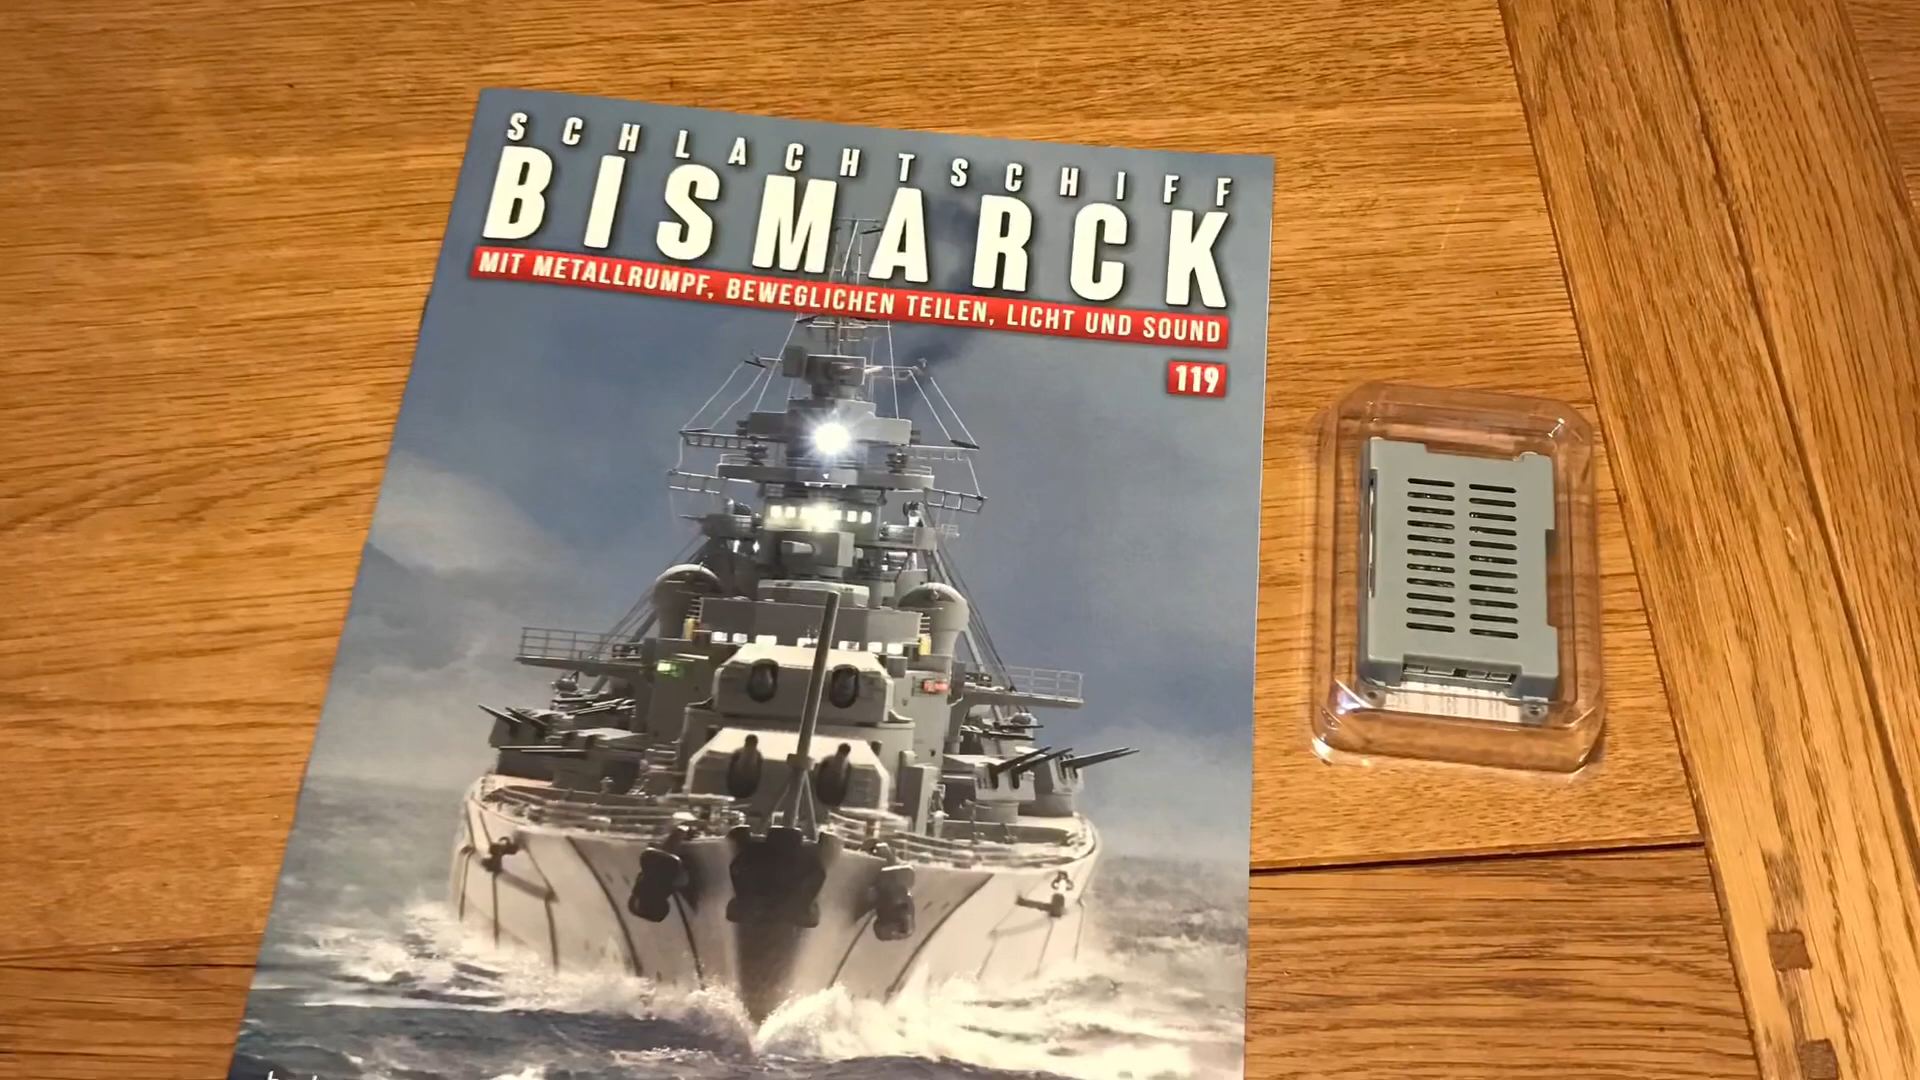 SCHLACHTSCHIFF
BISMARCK
MIT METALLRUMPF, BEWEGLICHEN TEILEN, LICHT UND SOUND
119